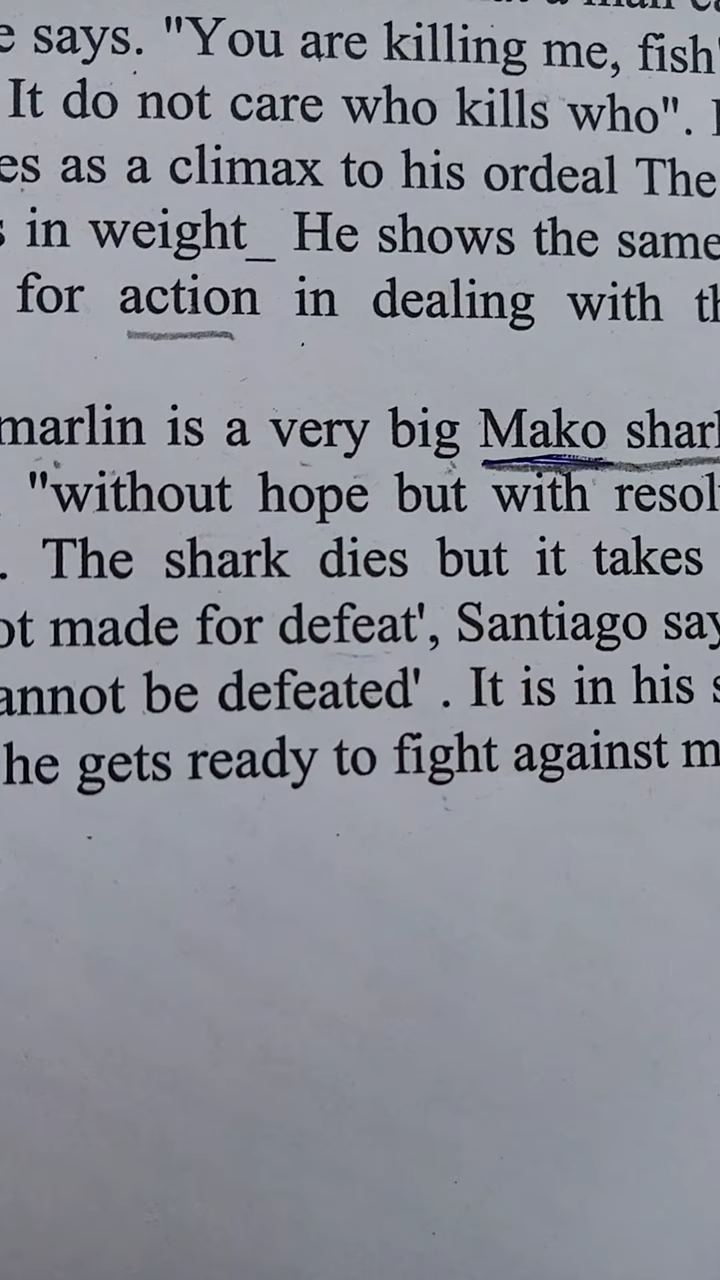 says. "You are killing me, fish'
It do not care who kills who".
es as a climax to his ordeal The
in weight_ He shows the same
for action in dealing with th
marlin is a very big Mako shark
"without hope but with resol
. The shark dies but it takes
ot made for defeat', Santiago say
annot be defeated' . It is in his s
he gets ready to fight against m